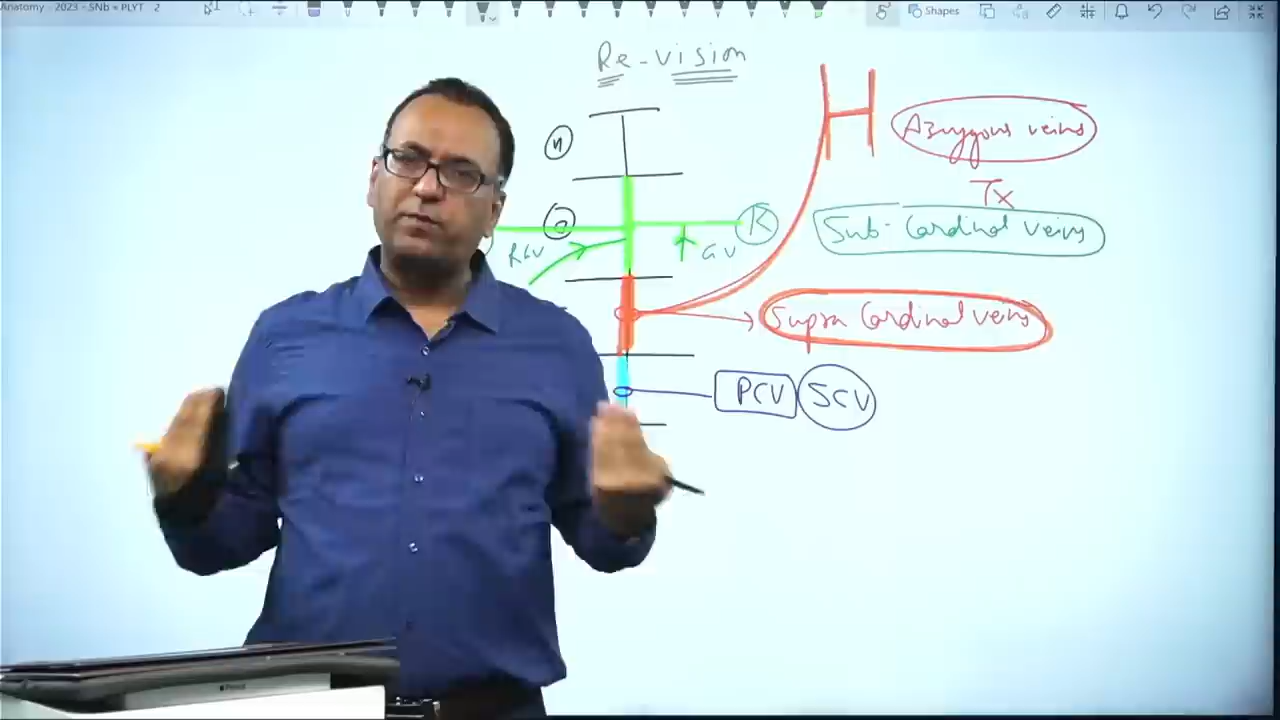 Anatomy - 2023 - SNb = PLYT 2
Shapes
Re-vision
n
Azygous veins
Tx
a
K
RGV
GV
Sub-Cardinal veins
Supra Cardinal veins
PCV SCV